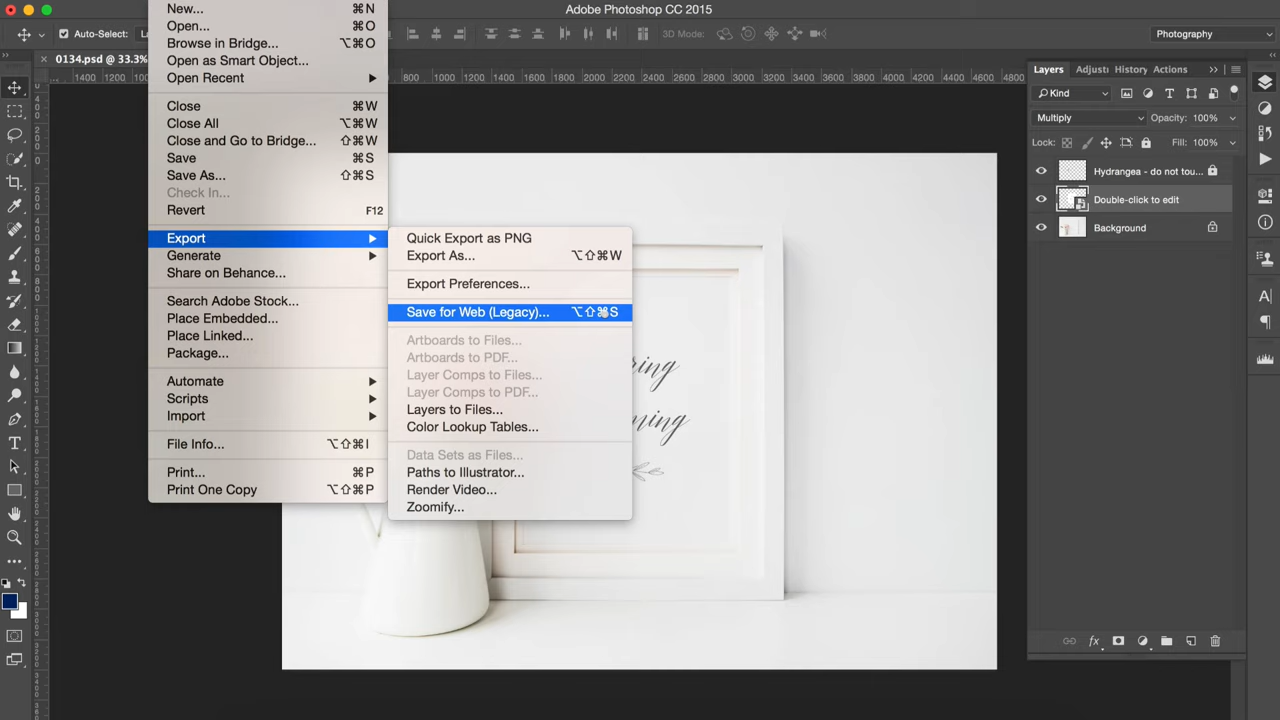 Adobe Photoshop CC 2015
Auto-Select:
3D Mode:
Photography
0134.psd @ 33.3%
1400 1200 1000 800
800 1000 1200 1400 1600 1800 2000 2200 2400 2600 2800 3000 3200 3400 3600 3800 4000 4200 4400 4600 4800
New... ⌘N
Open... ⌘O
Browse in Bridge... ⌥⌘O
Open as Smart Object...
Open Recent
Close ⌘W
Close All ⌥⌘W
Close and Go to Bridge... ⇧⌘W
Save ⌘S
Save As... ⇧⌘S
Check In...
Revert F12
Export
Generate
Share on Behance...
Search Adobe Stock...
Place Embedded...
Place Linked...
Package...
Automate
Scripts
Import
File Info... ⌥⇧⌘I
Print... ⌘P
Print One Copy ⌥⇧⌘P
Quick Export as PNG
Export As... ⌥⇧⌘W
Export Preferences...
Save for Web (Legacy)... ⌥⇧⌘S
Artboards to Files...
Artboards to PDF...
Layer Comps to Files...
Layer Comps to PDF...
Layers to Files...
Color Lookup Tables...
Data Sets as Files...
Paths to Illustrator...
Render Video...
Zoomify...
Layers Adjusti History Actions
Kind
Multiply Opacity: 100%
Lock: Fill: 100%
Hydrangea - do not tou...
Double-click to edit
Background
fx